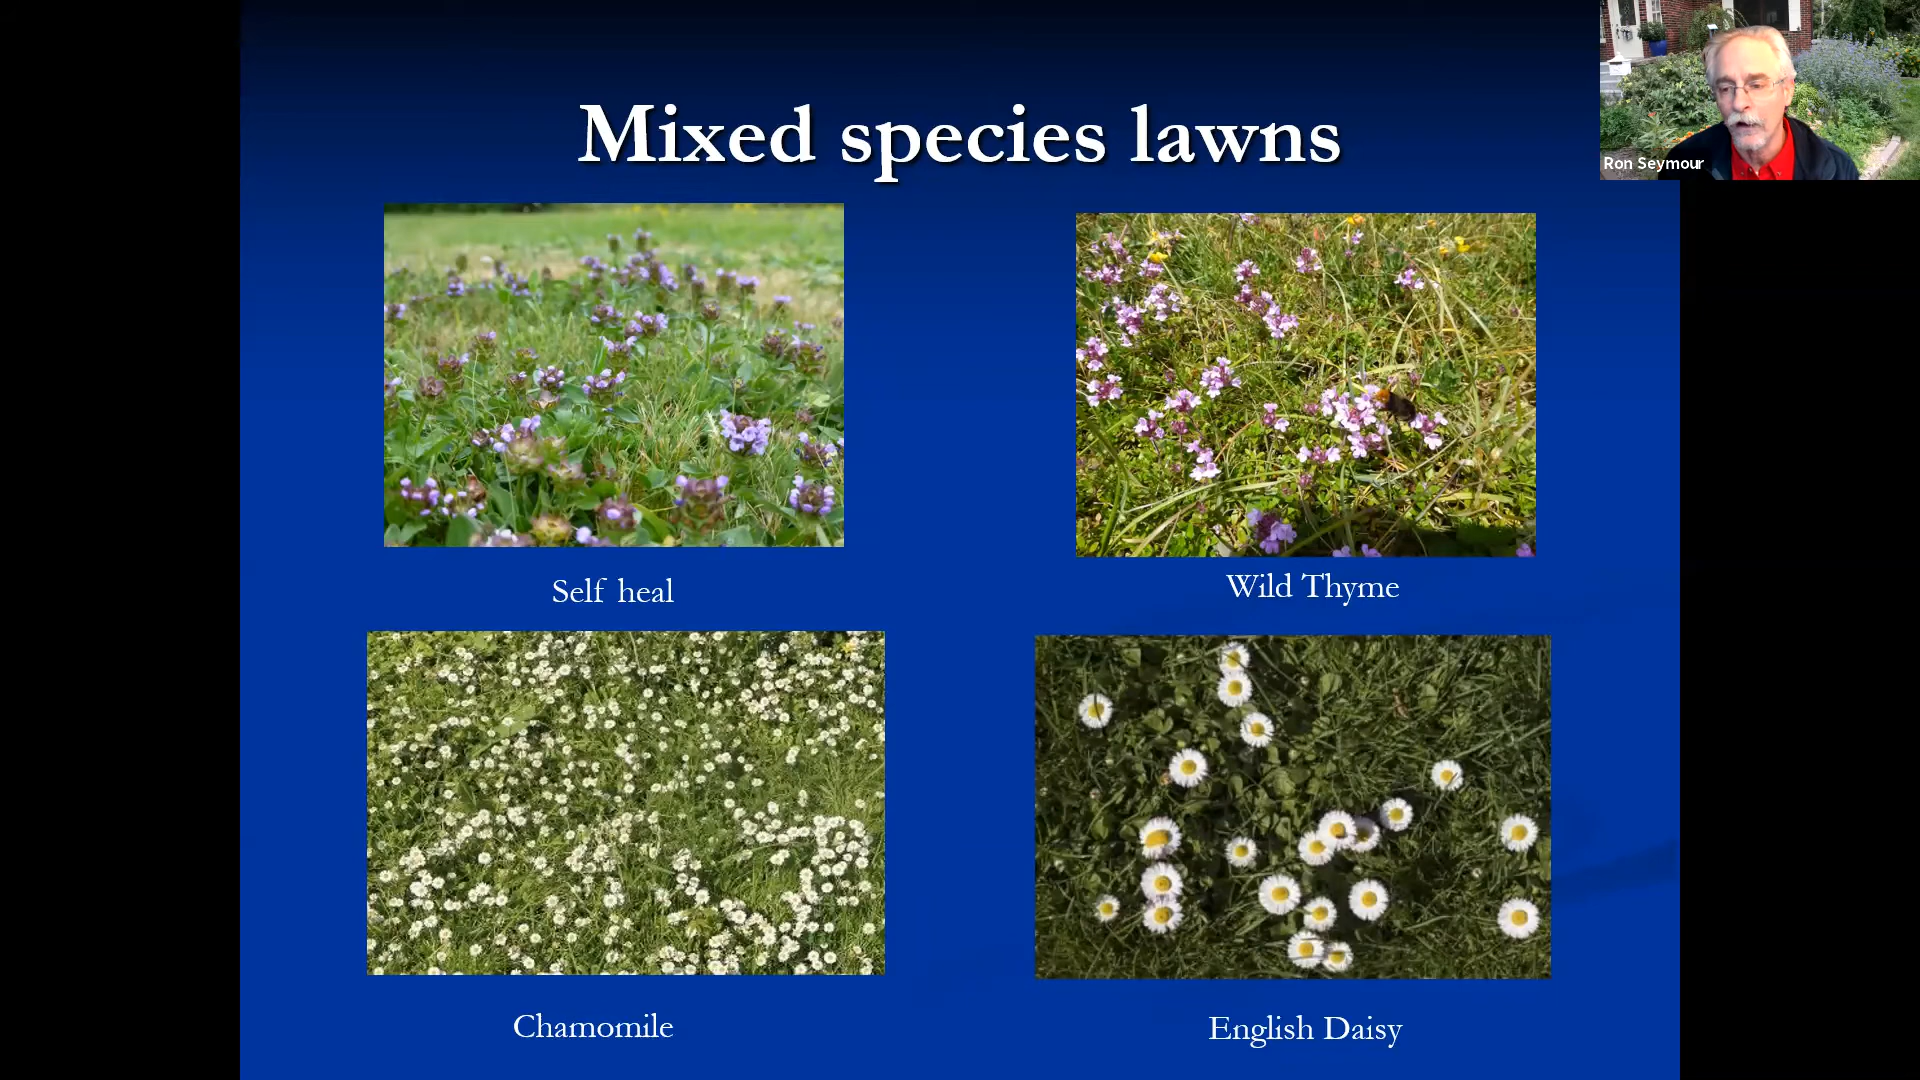 Mixed species lawns
Ron Seymour
Self heal
Wild Thyme
Chamomile
English Daisy